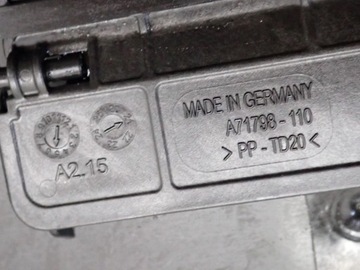 MADE IN GERMANY
A71798-110
> PP-TD20 <
A2.15